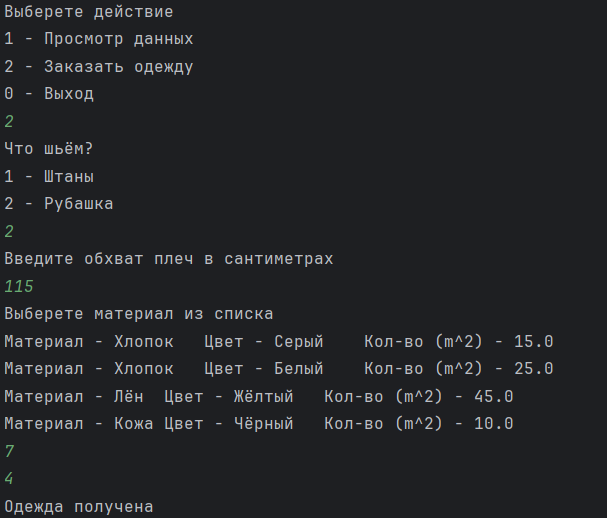 Выберете действие
1 - Просмотр данных
2 - Заказать одежду
0 - Выход
2
Что шьём?
1 - Штаны
2 - Рубашка
2
Введите обхват плеч в сантиметрах
115
Выберете материал из списка
Материал - Хлопок   Цвет - Серый    Кол-во (m^2) - 15.0
Материал - Хлопок   Цвет - Белый    Кол-во (m^2) - 25.0
Материал - Лён  Цвет - Жёлтый   Кол-во (m^2) - 45.0
Материал - Кожа Цвет - Чёрный   Кол-во (m^2) - 10.0
7
4
Одежда получена